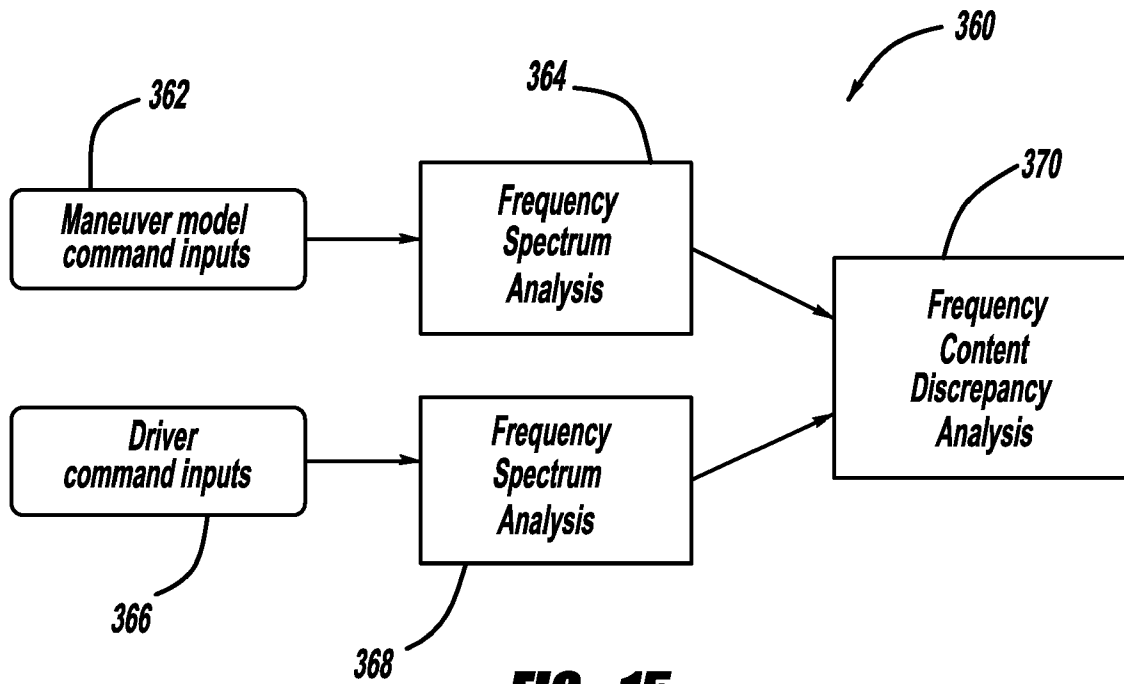 360
362
364
370
Maneuver model
command inputs
Frequency
Spectrum
Analysis
Frequency
Content
Discrepancy
Analysis
Driver
command inputs
Frequency
Spectrum
Analysis
366
368